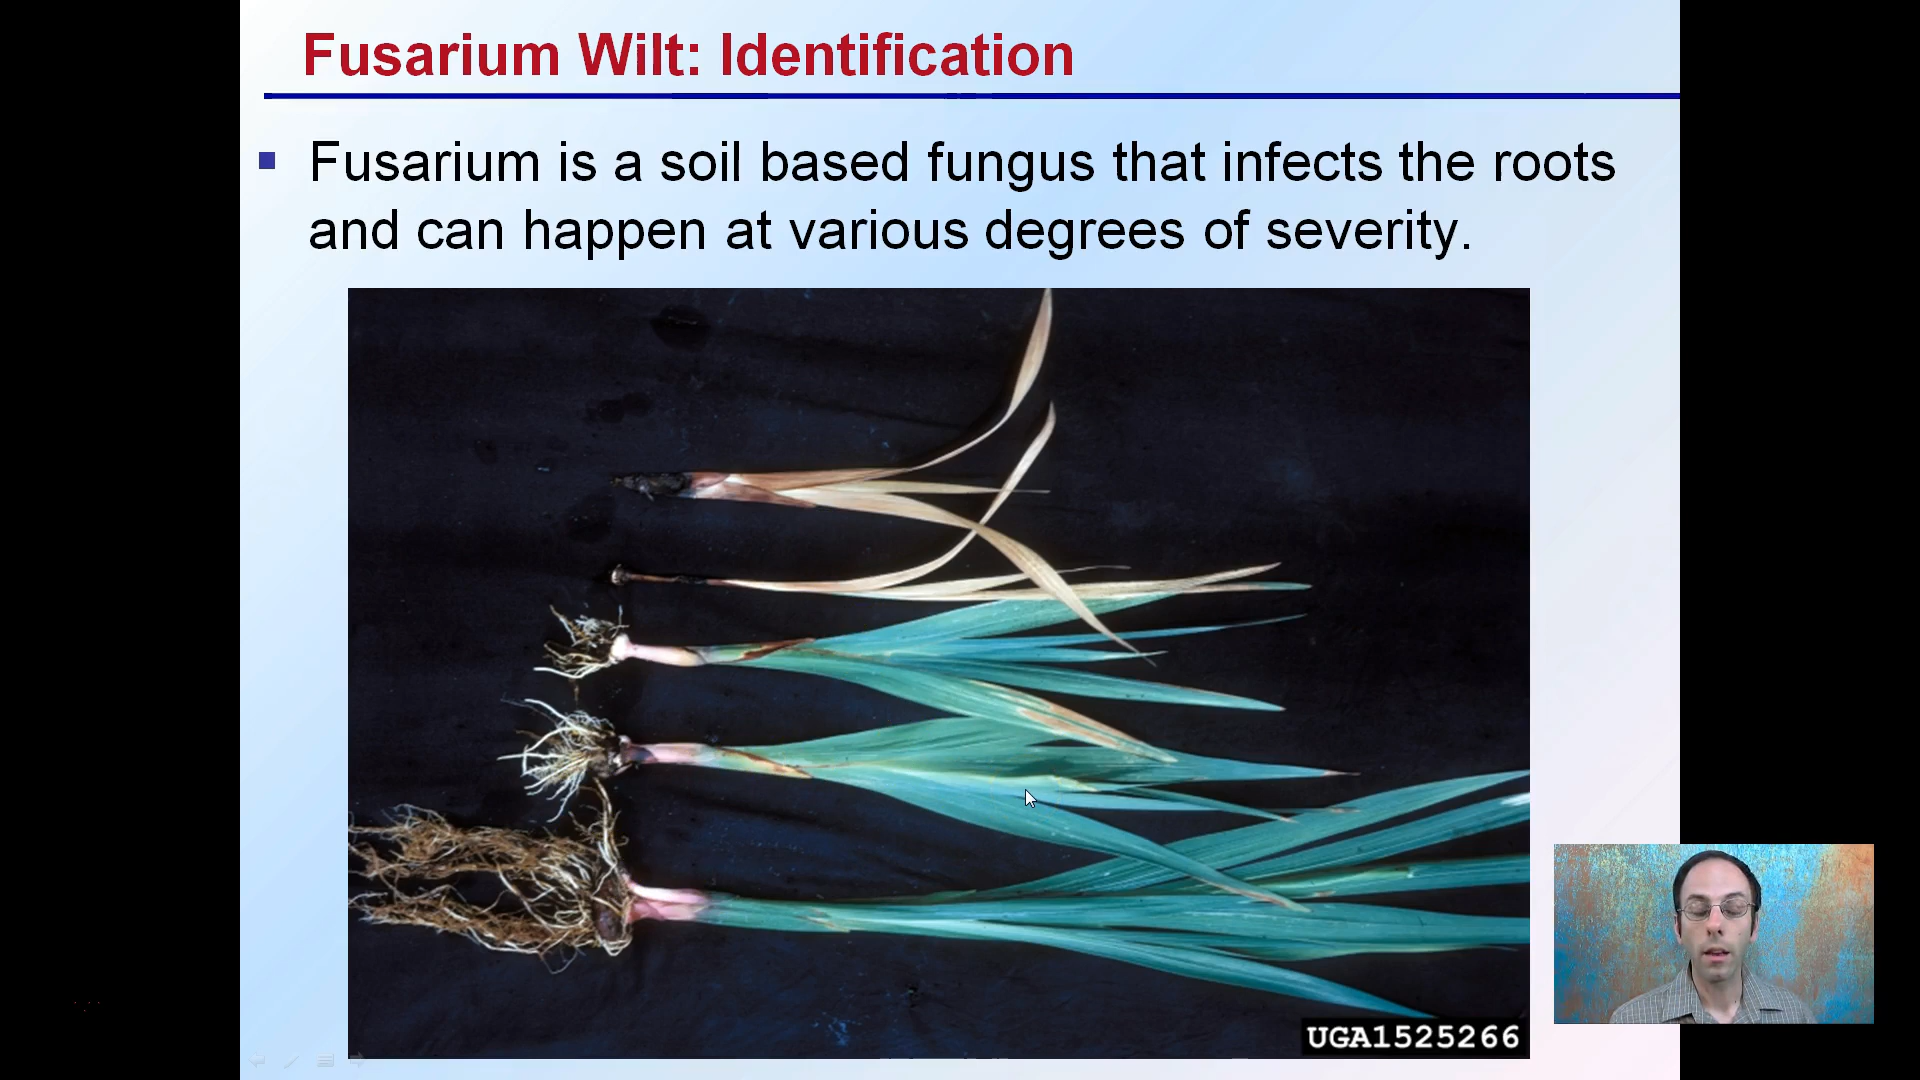 Fusarium Wilt: Identification
Fusarium is a soil based fungus that infects the roots
and can happen at various degrees of severity.
UGA1525266